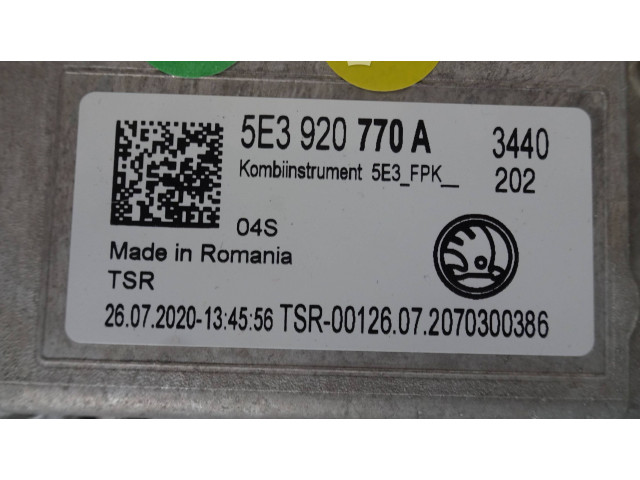 5E3 920 770 A 3440
Kombiinstrument 5E3_FPK__ 202
04S
Made in Romania
TSR
26.07.2020-13:45:56 TSR-00126.07.2070300386